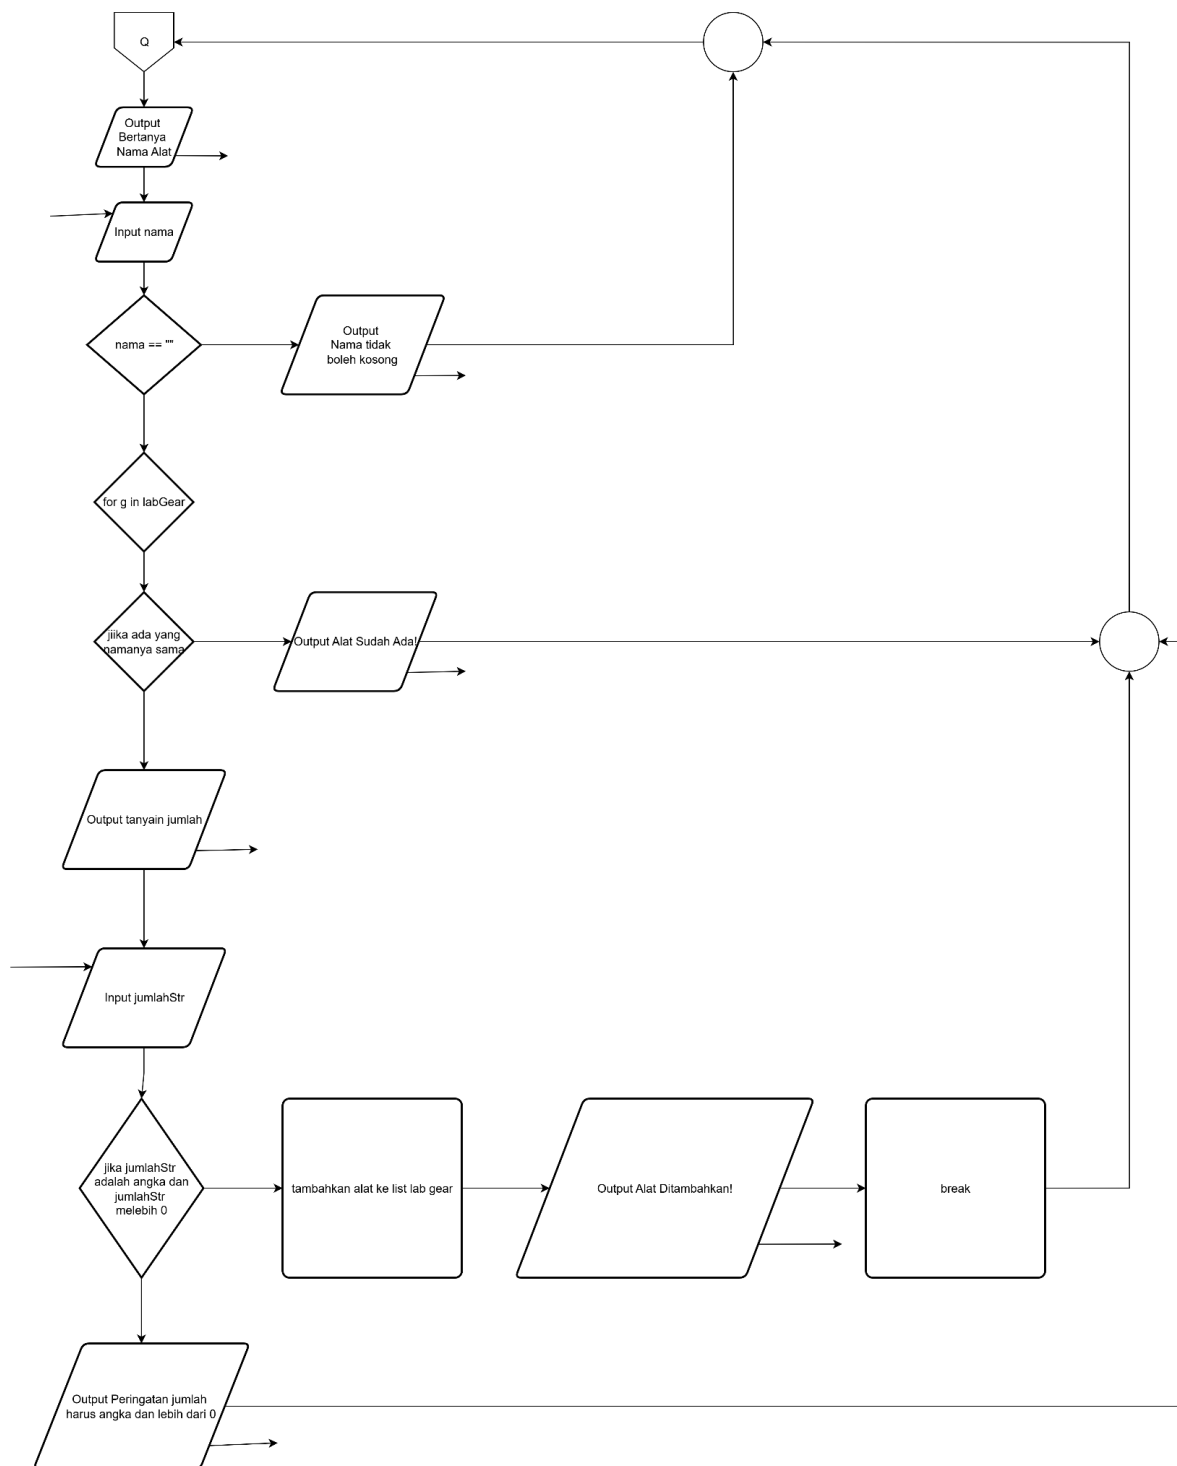 Q
Output
Bertanya
Nama Alat
Input nama
nama == ""
Output
Nama tidak
boleh kosong
for g in labGear
jiika ada yang
namanya sama
Output Alat Sudah Ada!
Output tanyain jumlah
Input jumlahStr
jika jumlahStr
adalah angka dan
jumlahStr
melebih 0
tambahkan alat ke list lab gear
Output Alat Ditambahkan!
break
Output Peringatan jumlah
harus angka dan lebih dari 0